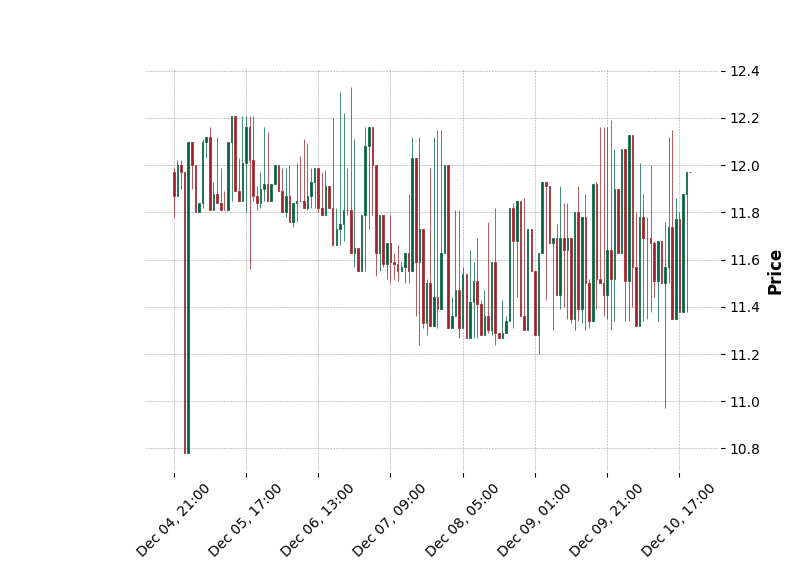 12.4
12.2
12.0
11.8
11.6
11.4
11.2
11.0
10.8
Price
Dec 04, 21:00
Dec 05, 17:00
Dec 06, 13:00
Dec 07, 09:00
Dec 08, 05:00
Dec 09, 01:00
Dec 09, 21:00
Dec 10, 17:00